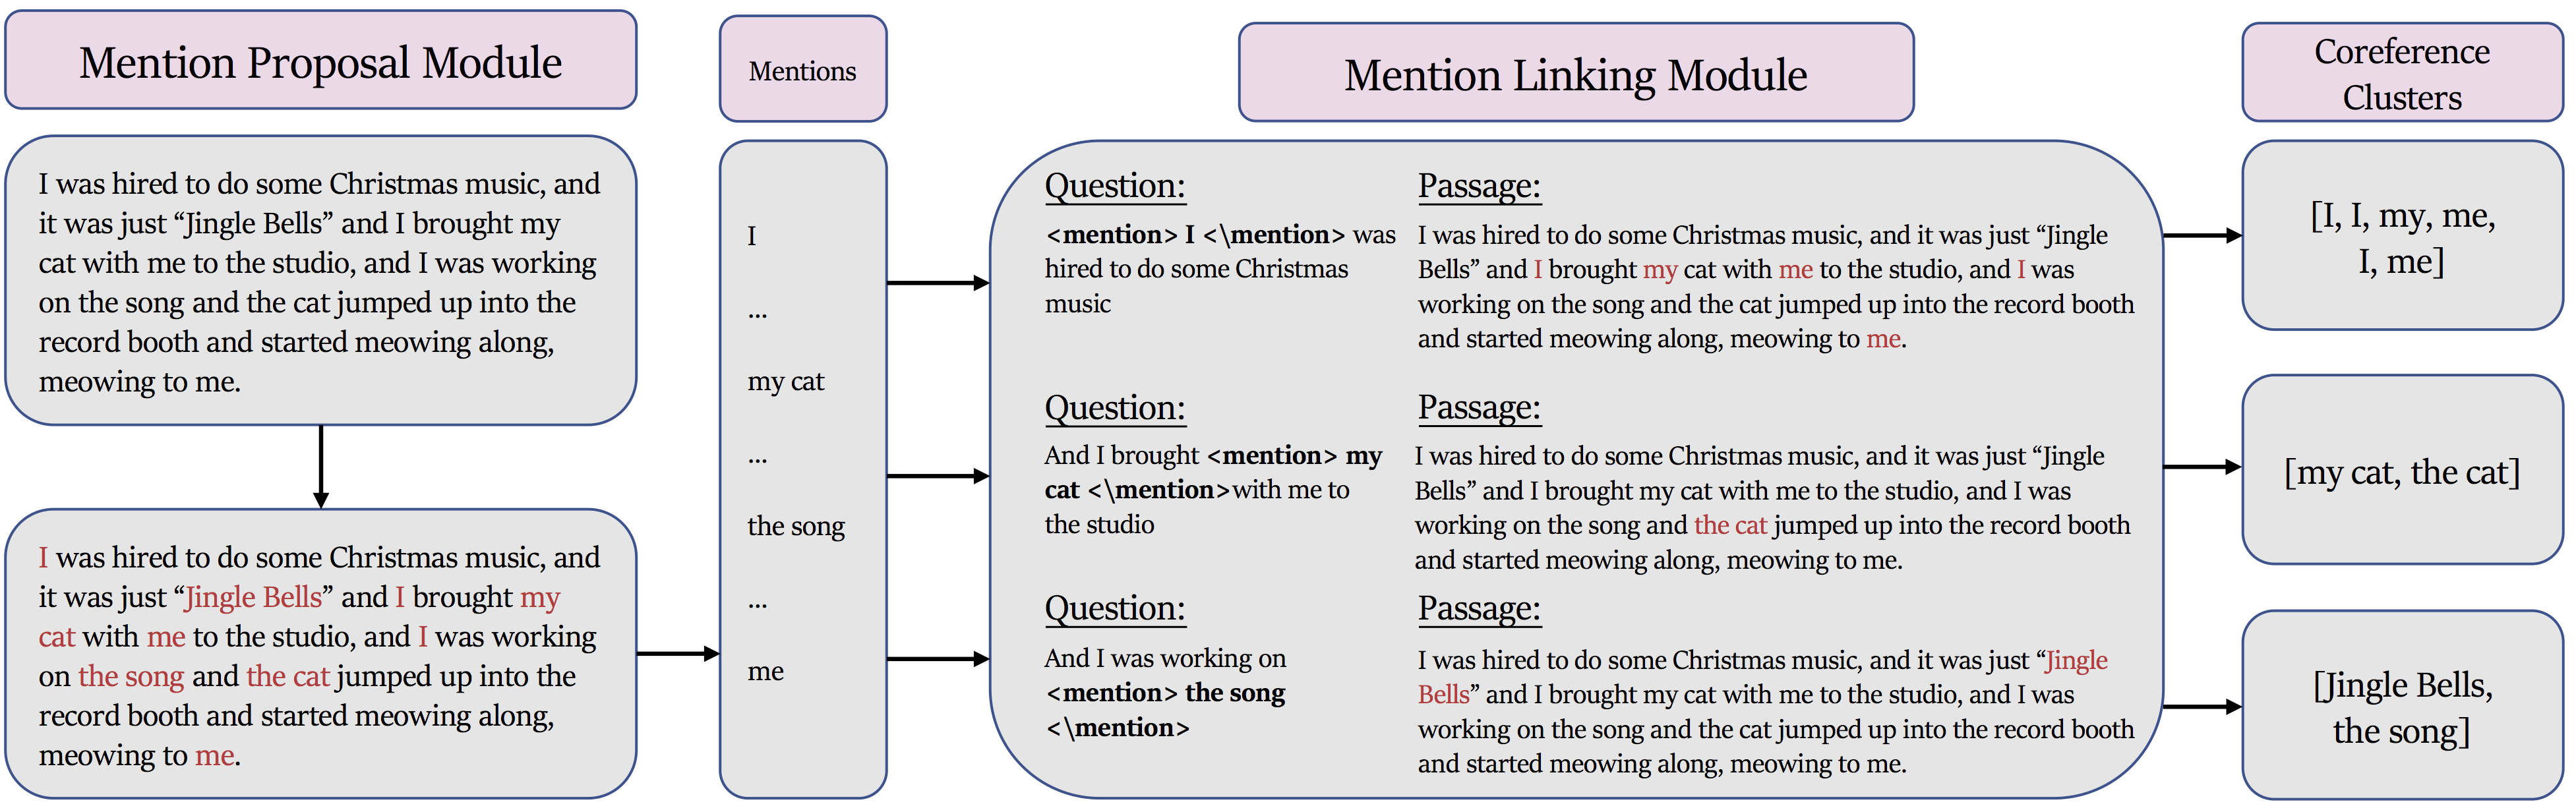 Mention Proposal Module
I was hired to do some Christmas music, and
it was just “Jingle Bells” and I brought my
cat with me to the studio, and I was working
on the song and the cat jumped up into the
record booth and started meowing along,
meowing to me.
I was hired to do some Christmas music, and
it was just “Jingle Bells” and I brought my
cat with me to the studio, and I was working
on the song and the cat jumped up into the
record booth and started meowing along,
meowing to me.
Mentions
I
...
my cat
...
the song
...
me
Mention Linking Module
Question:
<mention> I <\mention> was
hired to do some Christmas
music
Passage:
I was hired to do some Christmas music, and it was just “Jingle
Bells” and I brought my cat with me to the studio, and I was
working on the song and the cat jumped up into the record booth
and started meowing along, meowing to me.
Question:
And I brought <mention> my
cat <\mention>with me to
the studio
Passage:
I was hired to do some Christmas music, and it was just “Jingle
Bells” and I brought my cat with me to the studio, and I was
working on the song and the cat jumped up into the record booth
and started meowing along, meowing to me.
Question:
And I was working on
<mention> the song
<\mention>
Passage:
I was hired to do some Christmas music, and it was just “Jingle
Bells” and I brought my cat with me to the studio, and I was
working on the song and the cat jumped up into the record booth
and started meowing along, meowing to me.
Coreference
Clusters
[I, I, my, me,
I, me]
[my cat, the cat]
[Jingle Bells,
the song]